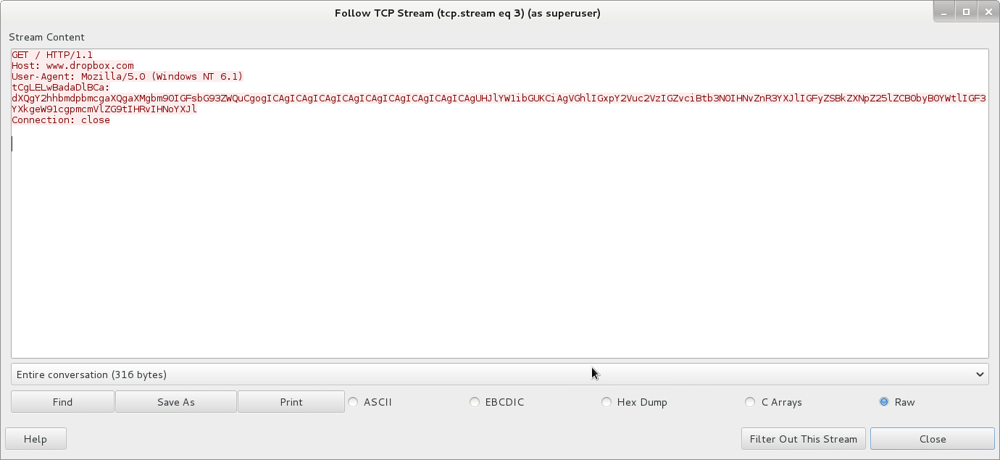 Follow TCP Stream (tcp.stream eq 3) (as superuser)
Stream Content
GET / HTTP/1.1
Host: www.dropbox.com
User-Agent: Mozilla/5.0 (Windows NT 6.1)
tCgLELwBadaDlBCa:
dXQgY2hhbmdpbmcgaXQgaXMgbm90IGFsbG93ZWQuCgogICAgICAgICAgICAgICAgICAgICAgICAgICAgUHJlYW1ibGUKCiAgVGhlIGxpY2Vuc2VzIGZvciBtb3N0IHNvZnR3YXJlIGFyZSBkZXNpZ25lZCB0byB0YWtlIGF3
YXkgeW91cgpmcmVlZG9tIHRvIHNoYXJl
Connection: close
Entire conversation (316 bytes)
Find Save As Print ASCII EBCDIC Hex Dump C Arrays Raw
Help Filter Out This Stream Close